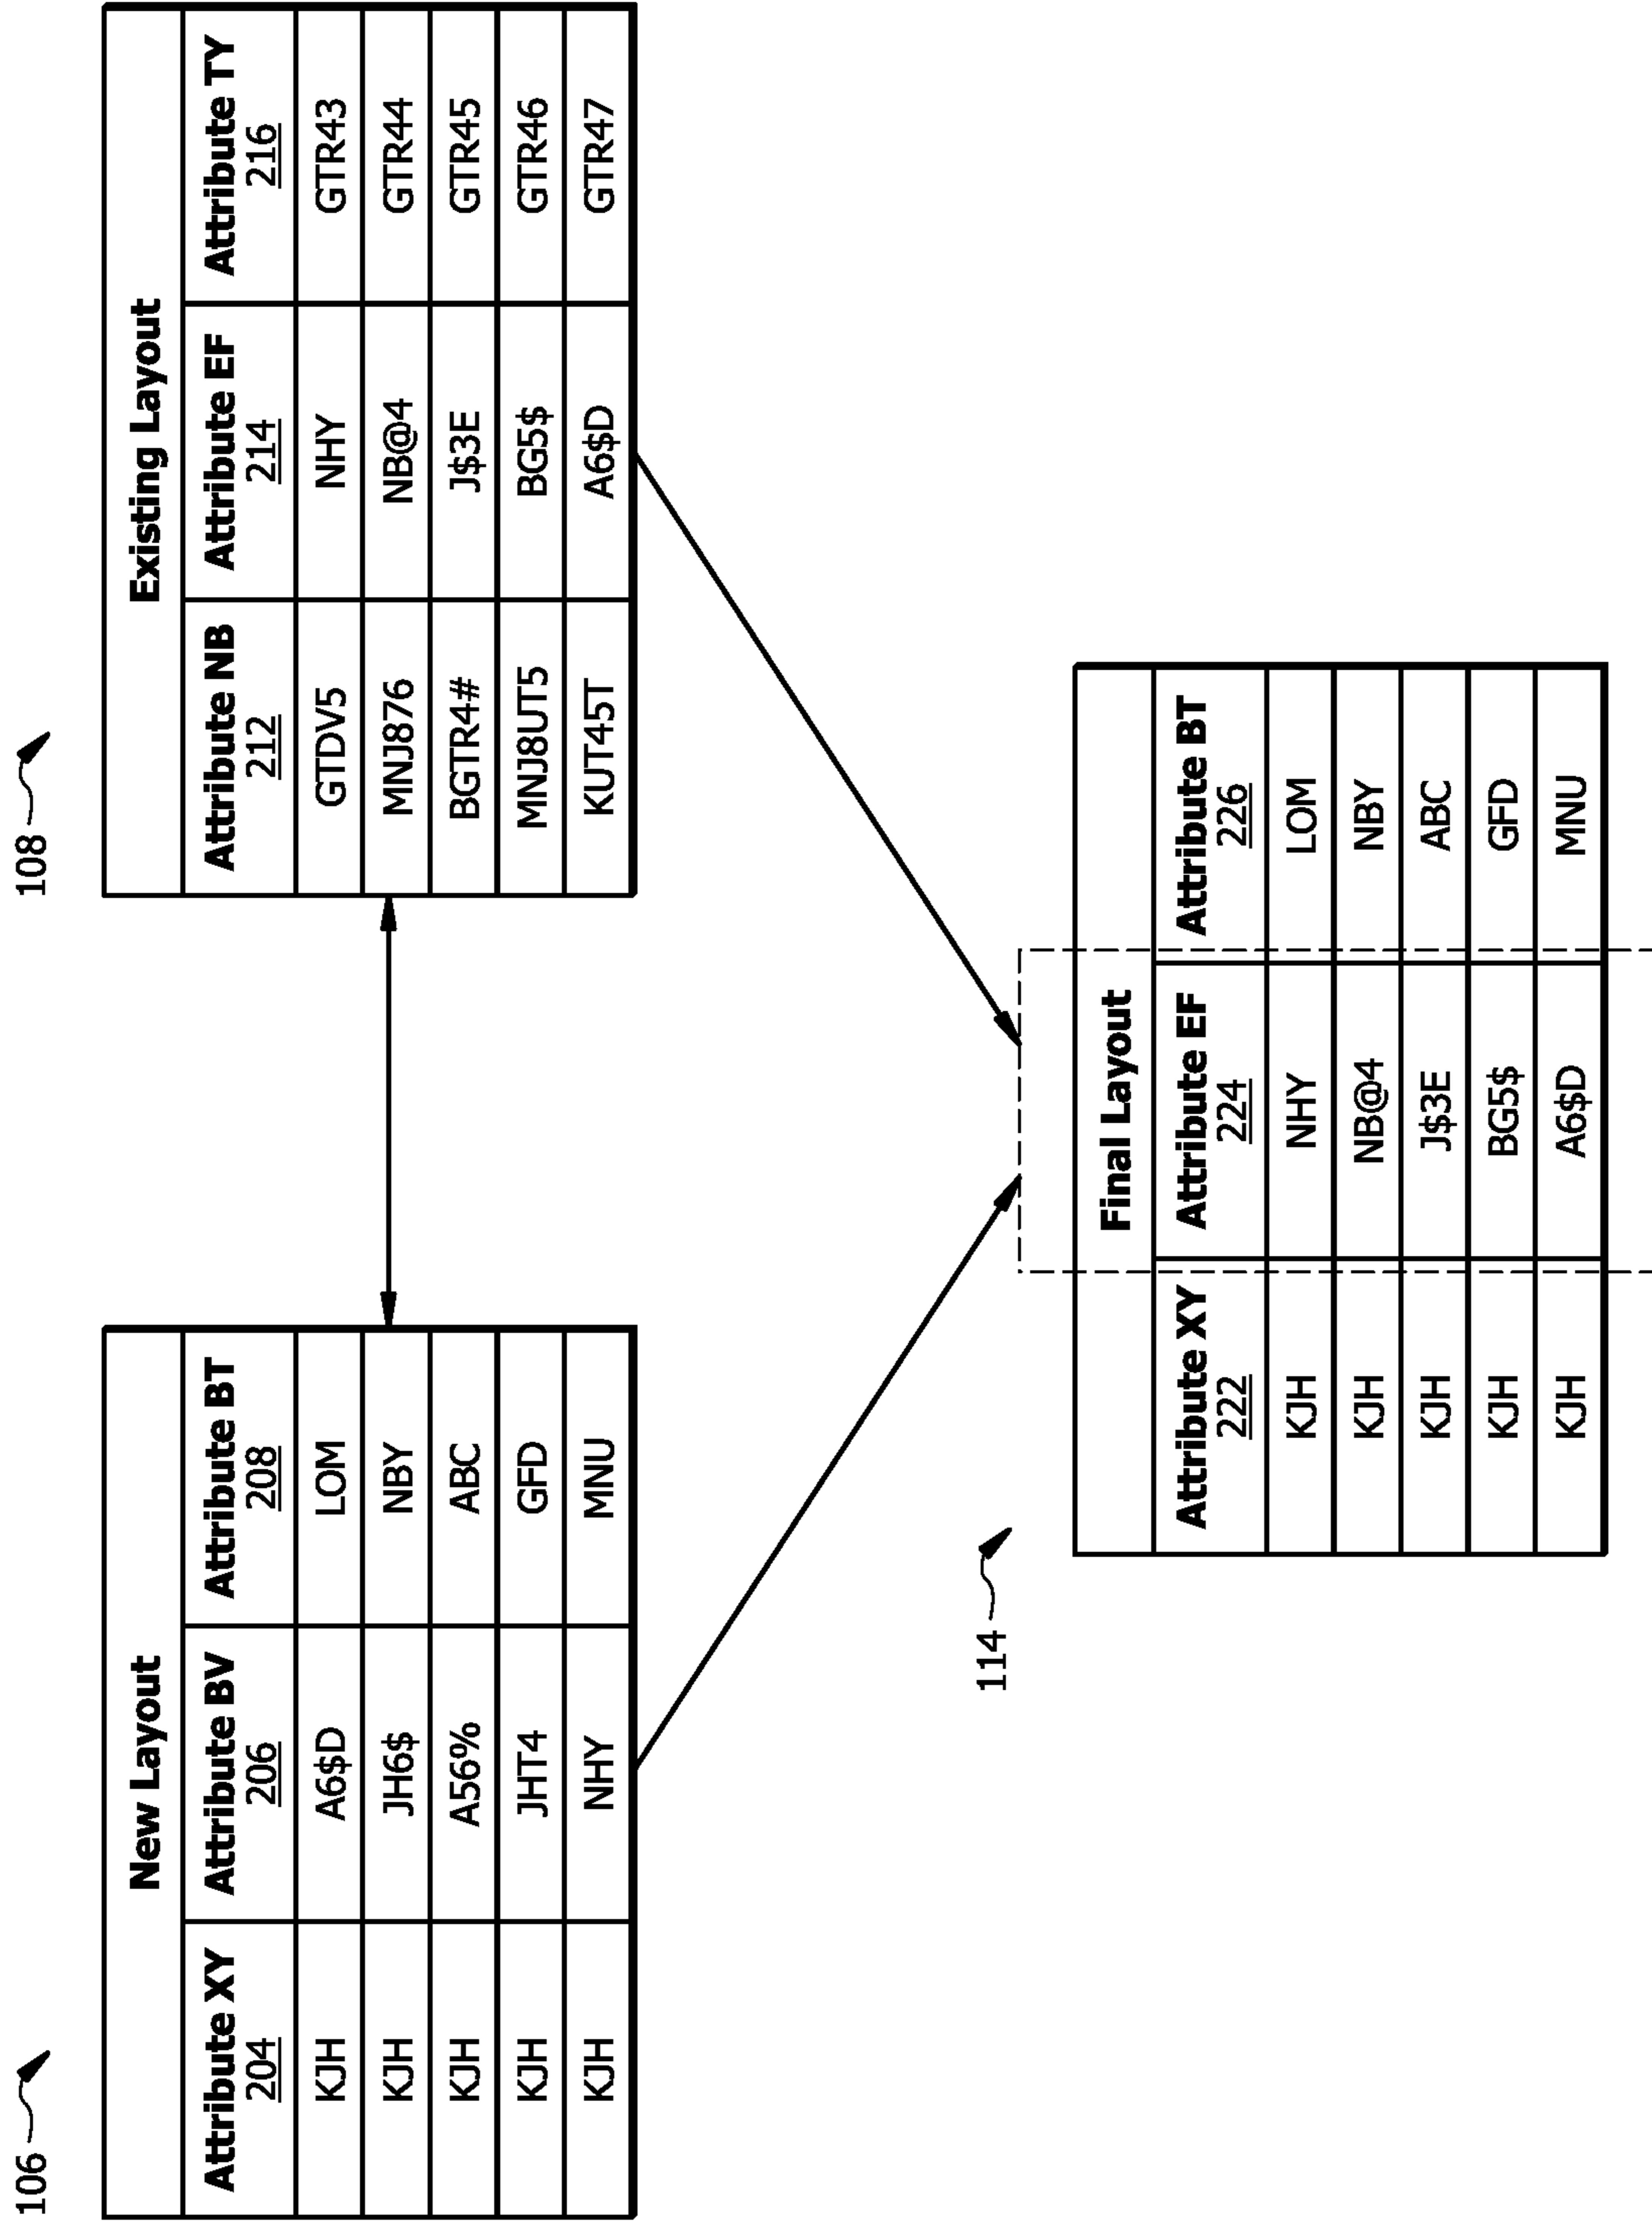 106
108
New Layout
Attribute XY Attribute BV Attribute BT
204 206 208
KJH A6$D LOM
KJH JH6$ NBY
KJH A56% ABC
KJH JHT4 GFD
KJH NHY MNU
Existing Layout
Attribute NB Attribute EF Attribute TY
212 214 216
GTDV5 NHY GTR43
MNJ876 NB@4 GTR44
BGTR4# J$3E GTR45
MNJ8UT5 BG5$ GTR46
KUT45T A6$D GTR47
114
Final Layout
Attribute XY Attribute EF Attribute BT
222 224 226
KJH NHY LOM
KJH NB@4 NBY
KJH J$3E ABC
KJH BG5$ GFD
KJH A6$D MNU